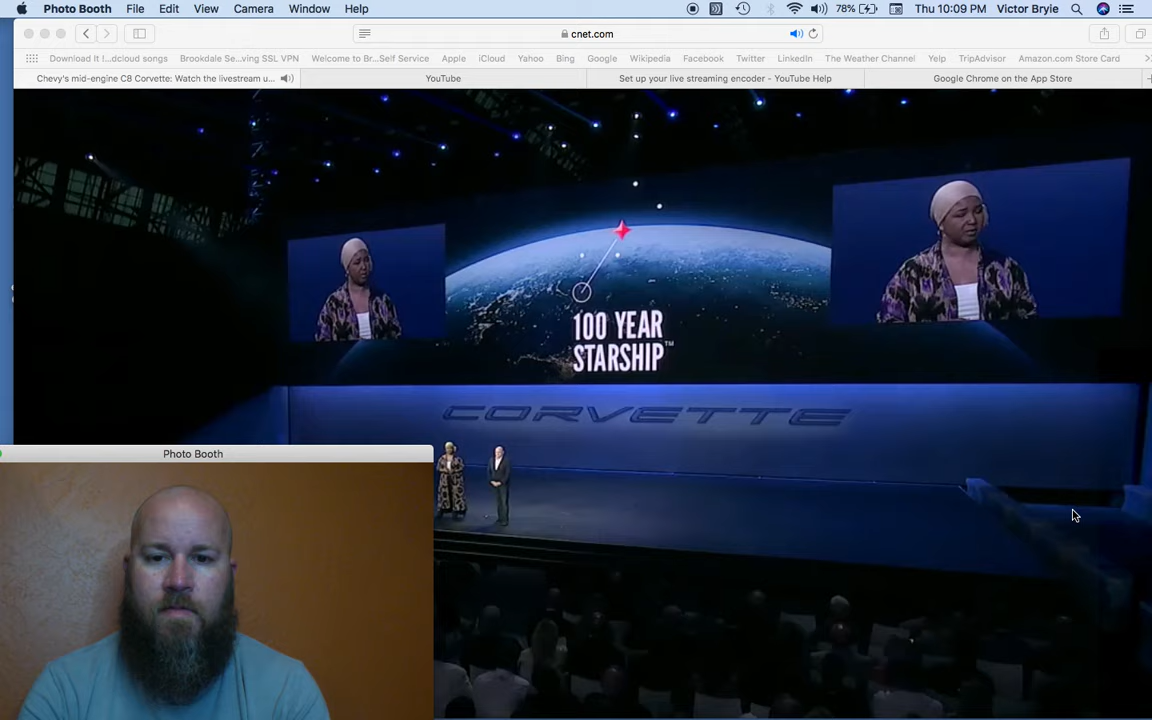 Photo Booth File Edit View Camera Window Help 78% Thu 10:09 PM Victor Bryie
cnet.com
Download It !...dcloud songs Brookdale Se...ving SSL VPN Welcome to Br...Self Service Apple iCloud Yahoo Bing Google Wikipedia Facebook Twitter LinkedIn The Weather Channel Yelp TripAdvisor Amazon.com Store Card
Chevy's mid-engine C8 Corvette: Watch the livestream u... YouTube Set up your live streaming encoder - YouTube Help Google Chrome on the App Store
100 YEAR
STARSHIP™
CORVETTE
Photo Booth